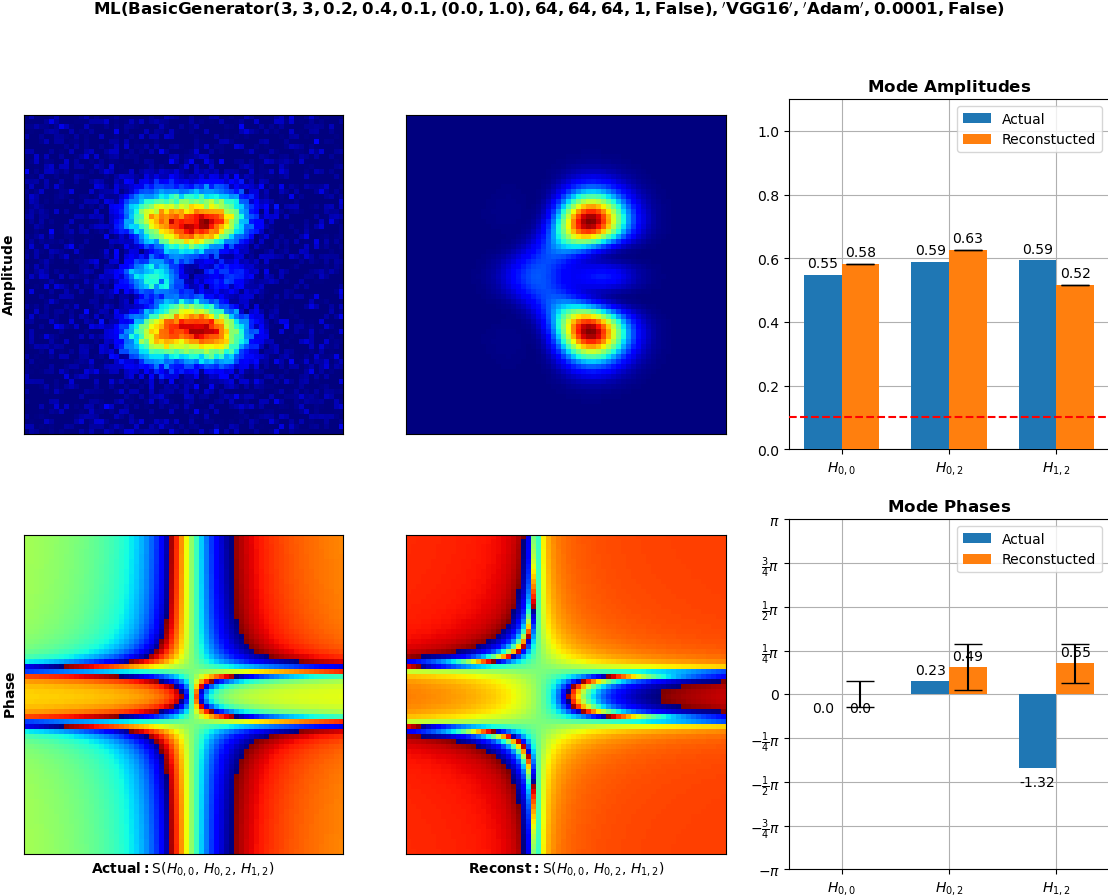 ML(BasicGenerator(3, 3, 0.2, 0.4, 0.1, (0.0, 1.0), 64, 64, 64, 1, False), ′VGG16′, ′Adam′, 0.0001, False)
Amplitude
Mode Amplitudes
Actual
Reconstucted
1.0
0.8
0.6
0.4
0.2
0.0
0.55
0.58
0.59
0.63
0.59
0.52
H0,0
H0,2
H1,2
Phase
Actual: S(H0,0, H0,2, H1,2)
Reconst: S(H0,0, H0,2, H1,2)
Mode Phases
Actual
Reconstucted
π
3/4π
1/2π
1/4π
0
−1/4π
−1/2π
−3/4π
−π
0.0
0.0
0.23
0.49
-1.32
0.55
H0,0
H0,2
H1,2